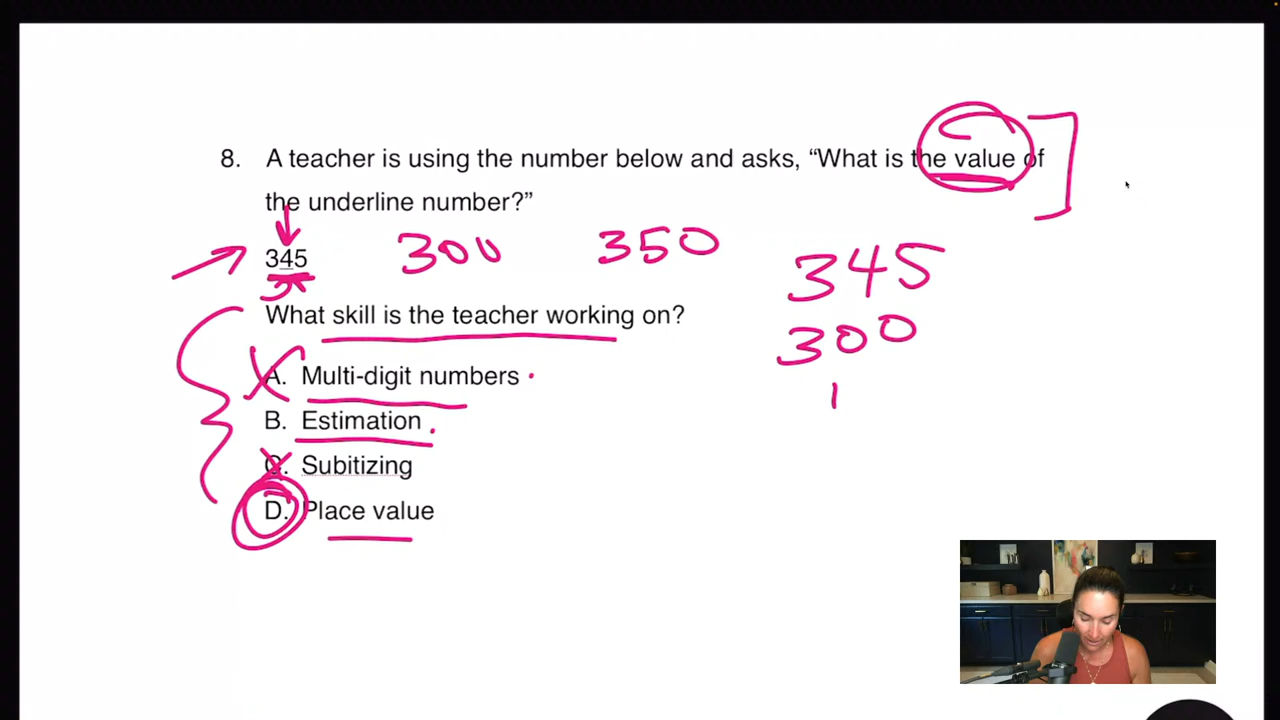 8. A teacher is using the number below and asks, “What is the value of
the underline number?”
345 300 350 345
300
What skill is the teacher working on?
A. Multi-digit numbers
B. Estimation
C. Subitizing
D. Place value